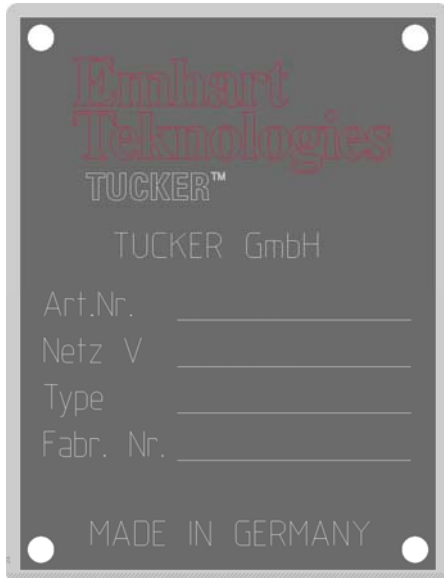 Emhart
Teknologies
TUCKER™
TUCKER GmbH
Art.Nr.
Netz V
Type
Fabr. Nr.
MADE IN GERMANY